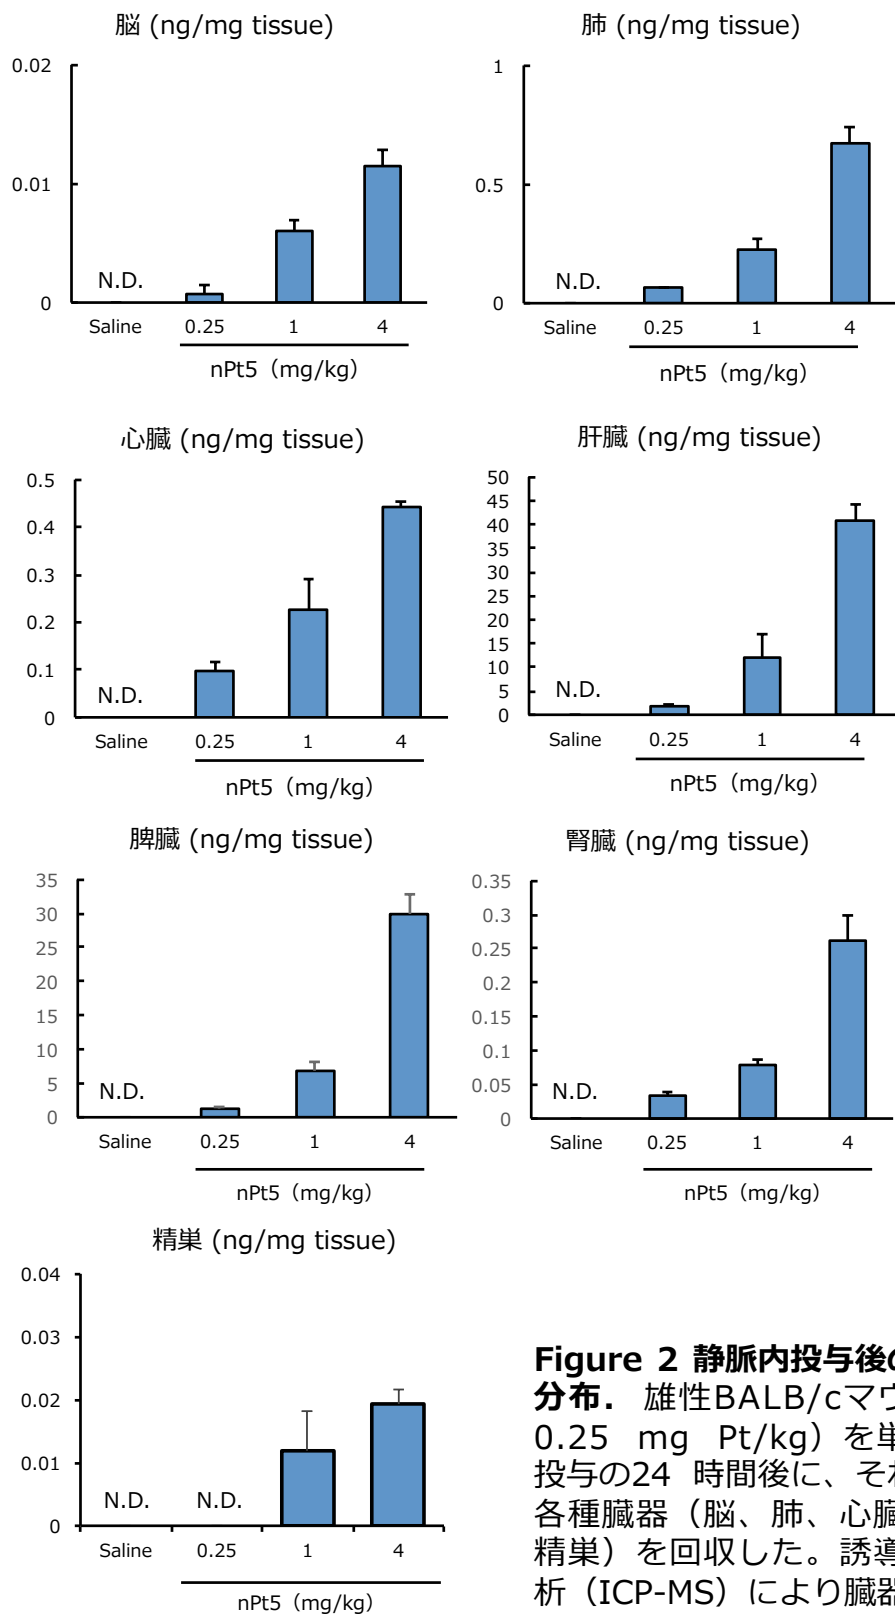 脳 (ng/mg tissue)
0.02
0.01
0
N.D.
Saline 0.25 1 4
nPt5（mg/kg）
肺 (ng/mg tissue)
1
0.5
0
N.D.
Saline 0.25 1 4
nPt5（mg/kg）
心臓 (ng/mg tissue)
0.5
0.4
0.3
0.2
0.1
0
N.D.
Saline 0.25 1 4
nPt5（mg/kg）
肝臓 (ng/mg tissue)
50
45
40
35
30
25
20
15
10
5
0
N.D.
Saline 0.25 1 4
nPt5（mg/kg）
脾臓 (ng/mg tissue)
35
30
25
20
15
10
5
0
N.D.
Saline 0.25 1 4
nPt5（mg/kg）
腎臓 (ng/mg tissue)
0.35
0.3
0.25
0.2
0.15
0.1
0.05
0
N.D.
Saline 0.25 1 4
nPt5（mg/kg）
精巣 (ng/mg tissue)
0.04
0.03
0.02
0.01
0
N.D. N.D.
Saline 0.25 1 4
nPt5（mg/kg）
Figure 2 静脈内投与後
分布. 雄性BALB/cマウ
0.25 mg Pt/kg）を単
投与の24 時間後に、それ
各種臓器（脳、肺、心臓
精巣）を回収した。誘導
析（ICP-MS）により臓器